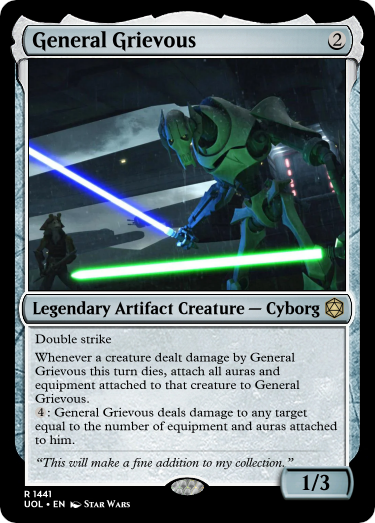 General Grievous 2
Legendary Artifact Creature — Cyborg
Double strike
Whenever a creature dealt damage by General
Grievous this turn dies, attach all auras and
equipment attached to that creature to General
Grievous.
4: General Grievous deals damage to any target
equal to the number of equipment and auras attached
to him.
“This will make a fine addition to my collection.”
1/3
R 1441
UOL • EN STAR WARS